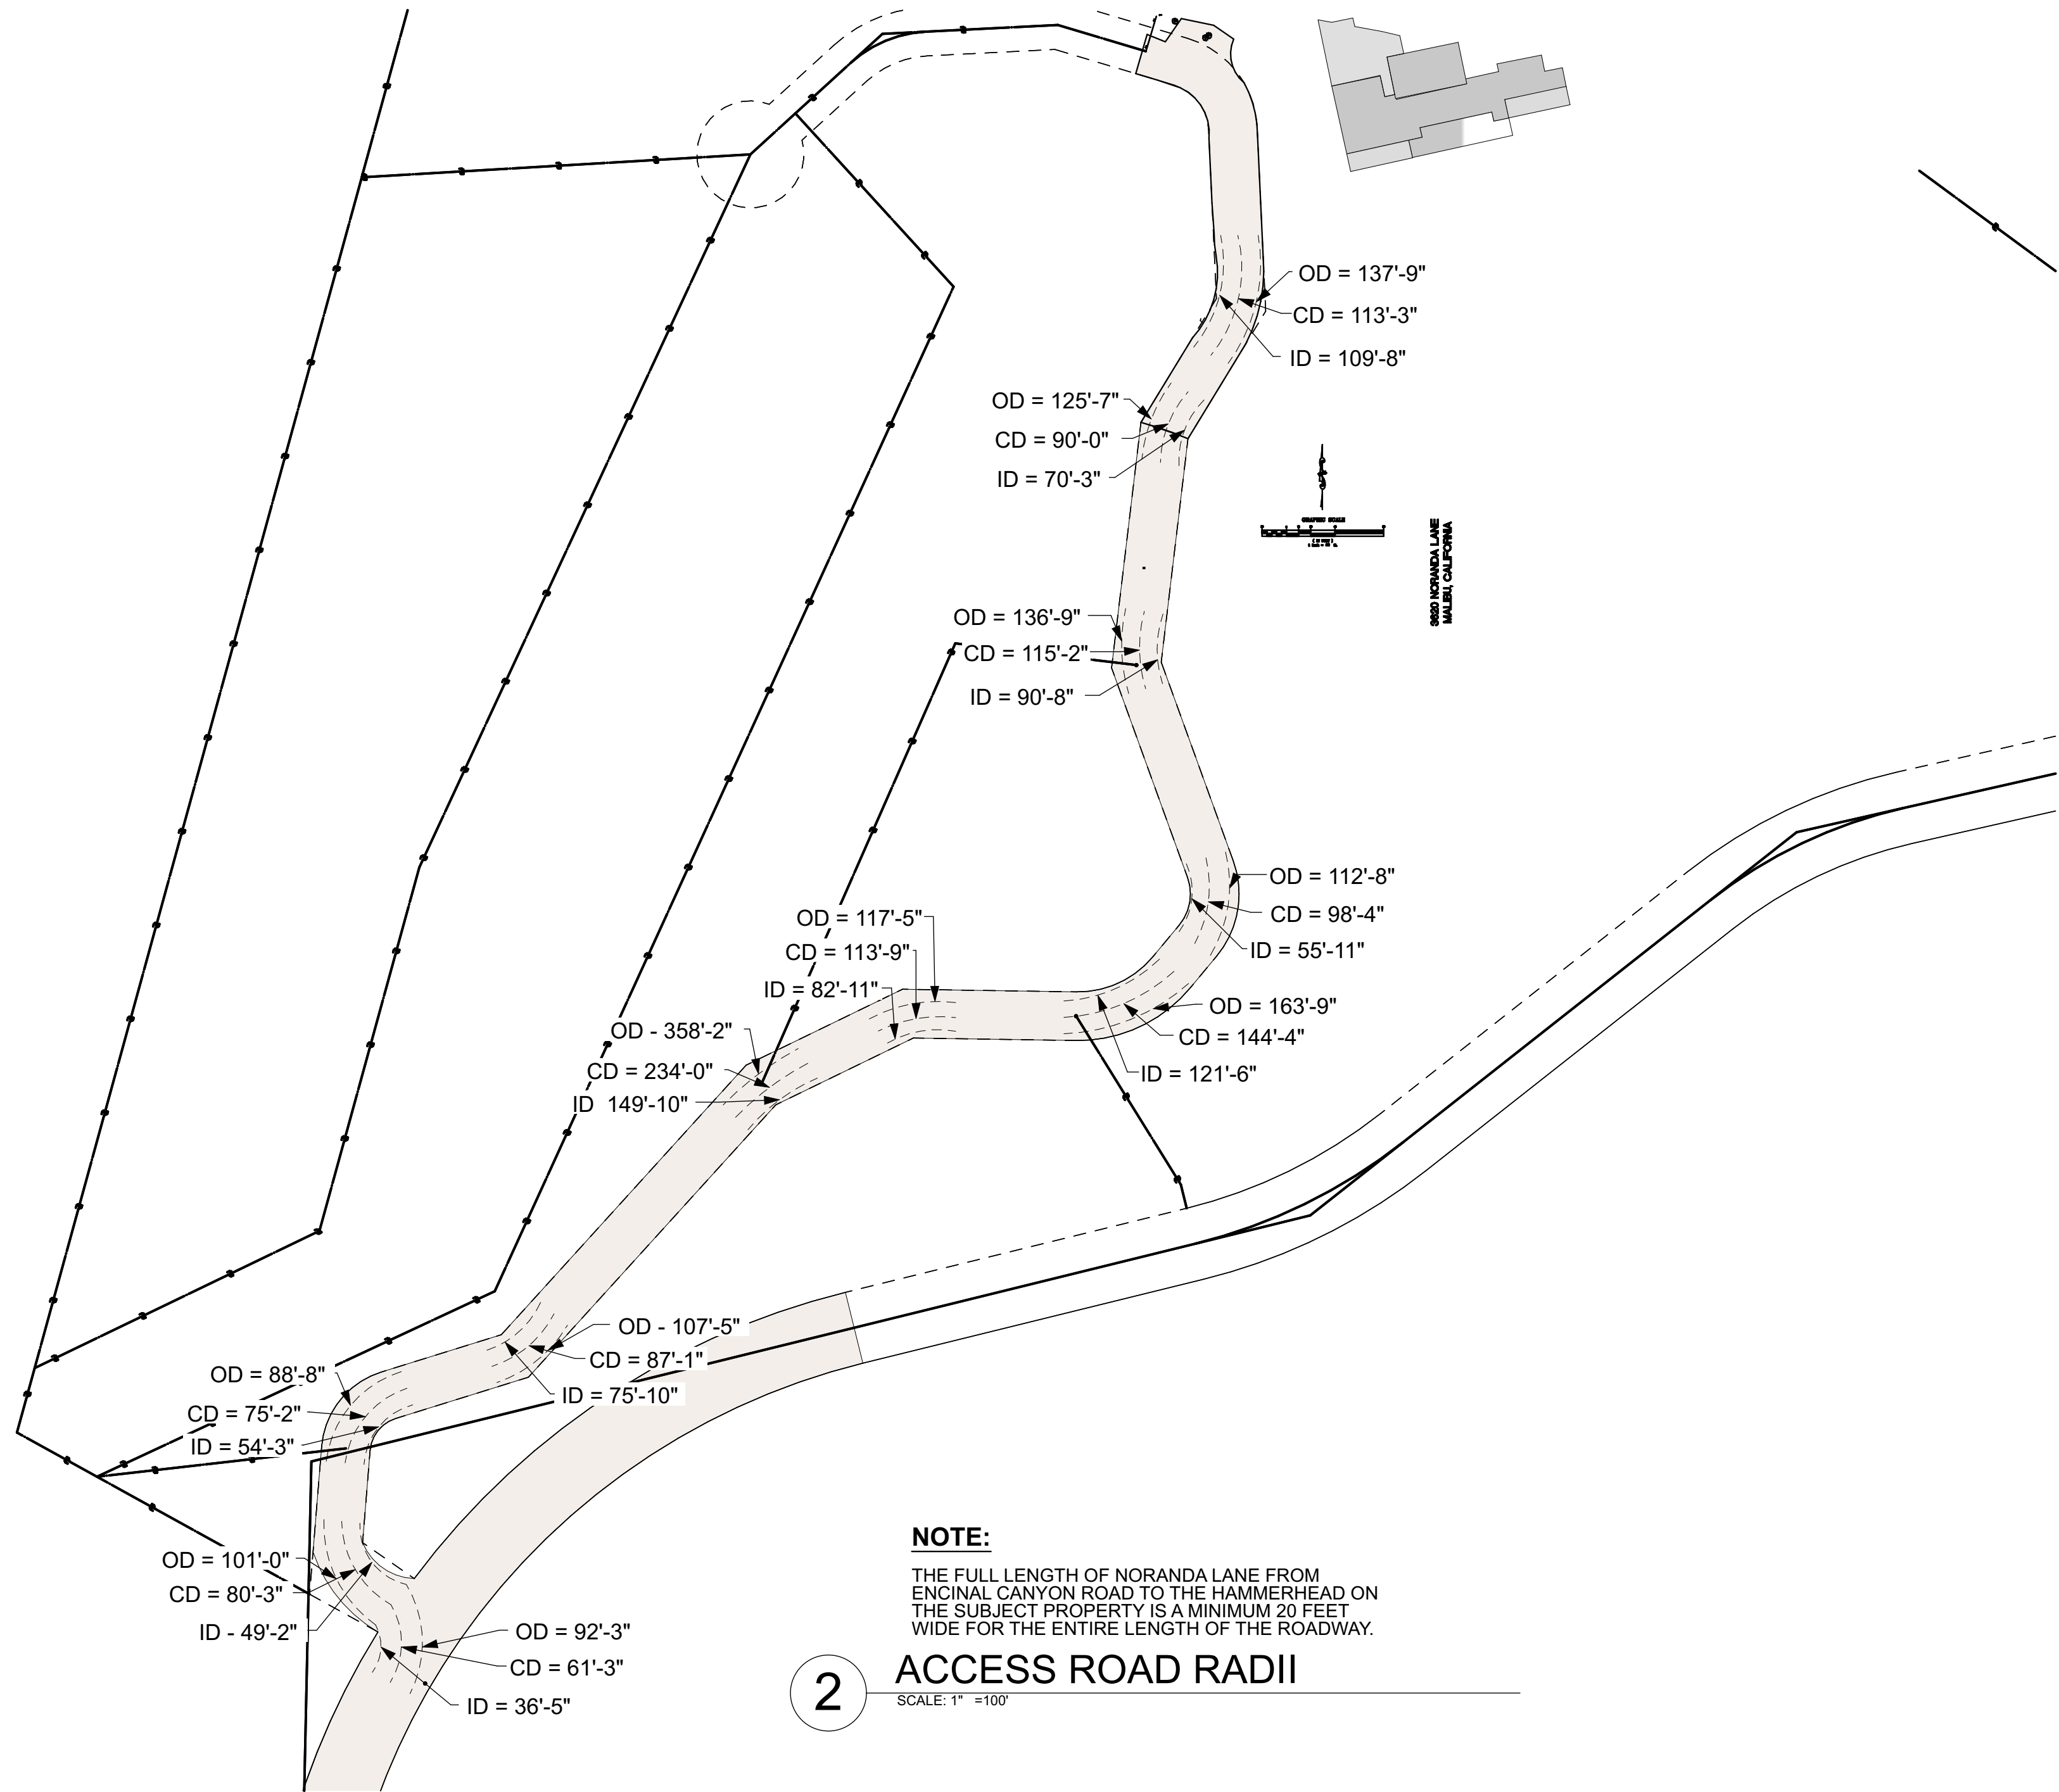 OD = 137'-9"
CD = 113'-3"
ID = 109'-8"
OD = 125'-7"
CD = 90'-0"
ID = 70'-3"
GRAPHIC SCALE
3620 NORANDA LANE
MALIBU, CALIFORNIA
OD = 136'-9"
CD = 115'-2"
ID = 90'-8"
OD = 112'-8"
CD = 98'-4"
ID = 55'-11"
OD = 117'-5"
CD = 113'-9"
ID = 82'-11"
OD = 163'-9"
CD = 144'-4"
ID = 121'-6"
OD - 358'-2"
CD = 234'-0"
ID 149'-10"
OD - 107'-5"
CD = 87'-1"
ID = 75'-10"
OD = 88'-8"
CD = 75'-2"
ID = 54'-3"
OD = 101'-0"
CD = 80'-3"
ID - 49'-2"
OD = 92'-3"
CD = 61'-3"
ID = 36'-5"
NOTE:
THE FULL LENGTH OF NORANDA LANE FROM
ENCINAL CANYON ROAD TO THE HAMMERHEAD ON
THE SUBJECT PROPERTY IS A MINIMUM 20 FEET
WIDE FOR THE ENTIRE LENGTH OF THE ROADWAY.
2
ACCESS ROAD RADII
SCALE: 1" =100'